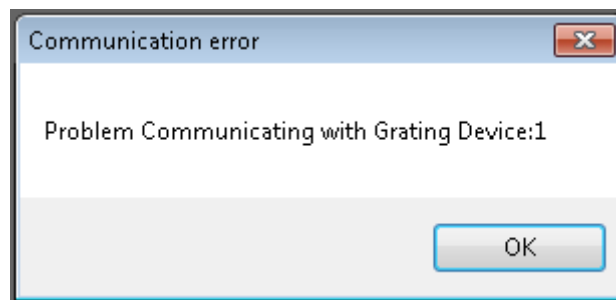 Communication error
Problem Communicating with Grating Device:1
OK